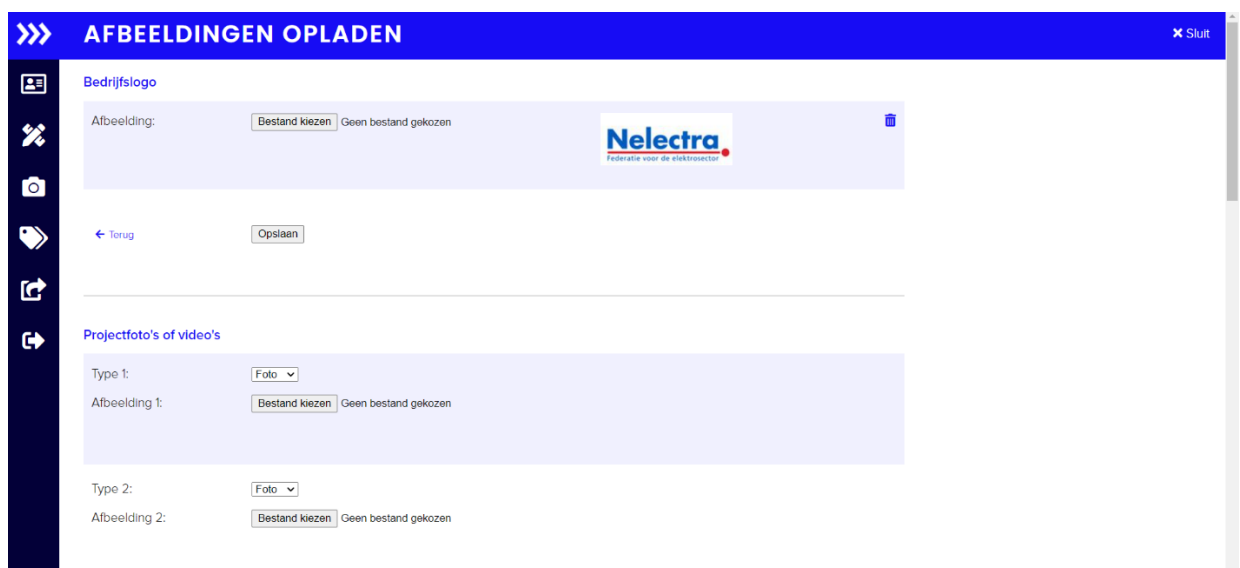 AFBEELDINGEN OPLADEN
Sluit
Bedrijfslogo
Afbeelding: Bestand kiezen Geen bestand gekozen
Nelectra
Federatie voor de elektrosector
Terug Opslaan
Projectfoto's of video's
Type 1: Foto
Afbeelding 1: Bestand kiezen Geen bestand gekozen
Type 2: Foto
Afbeelding 2: Bestand kiezen Geen bestand gekozen